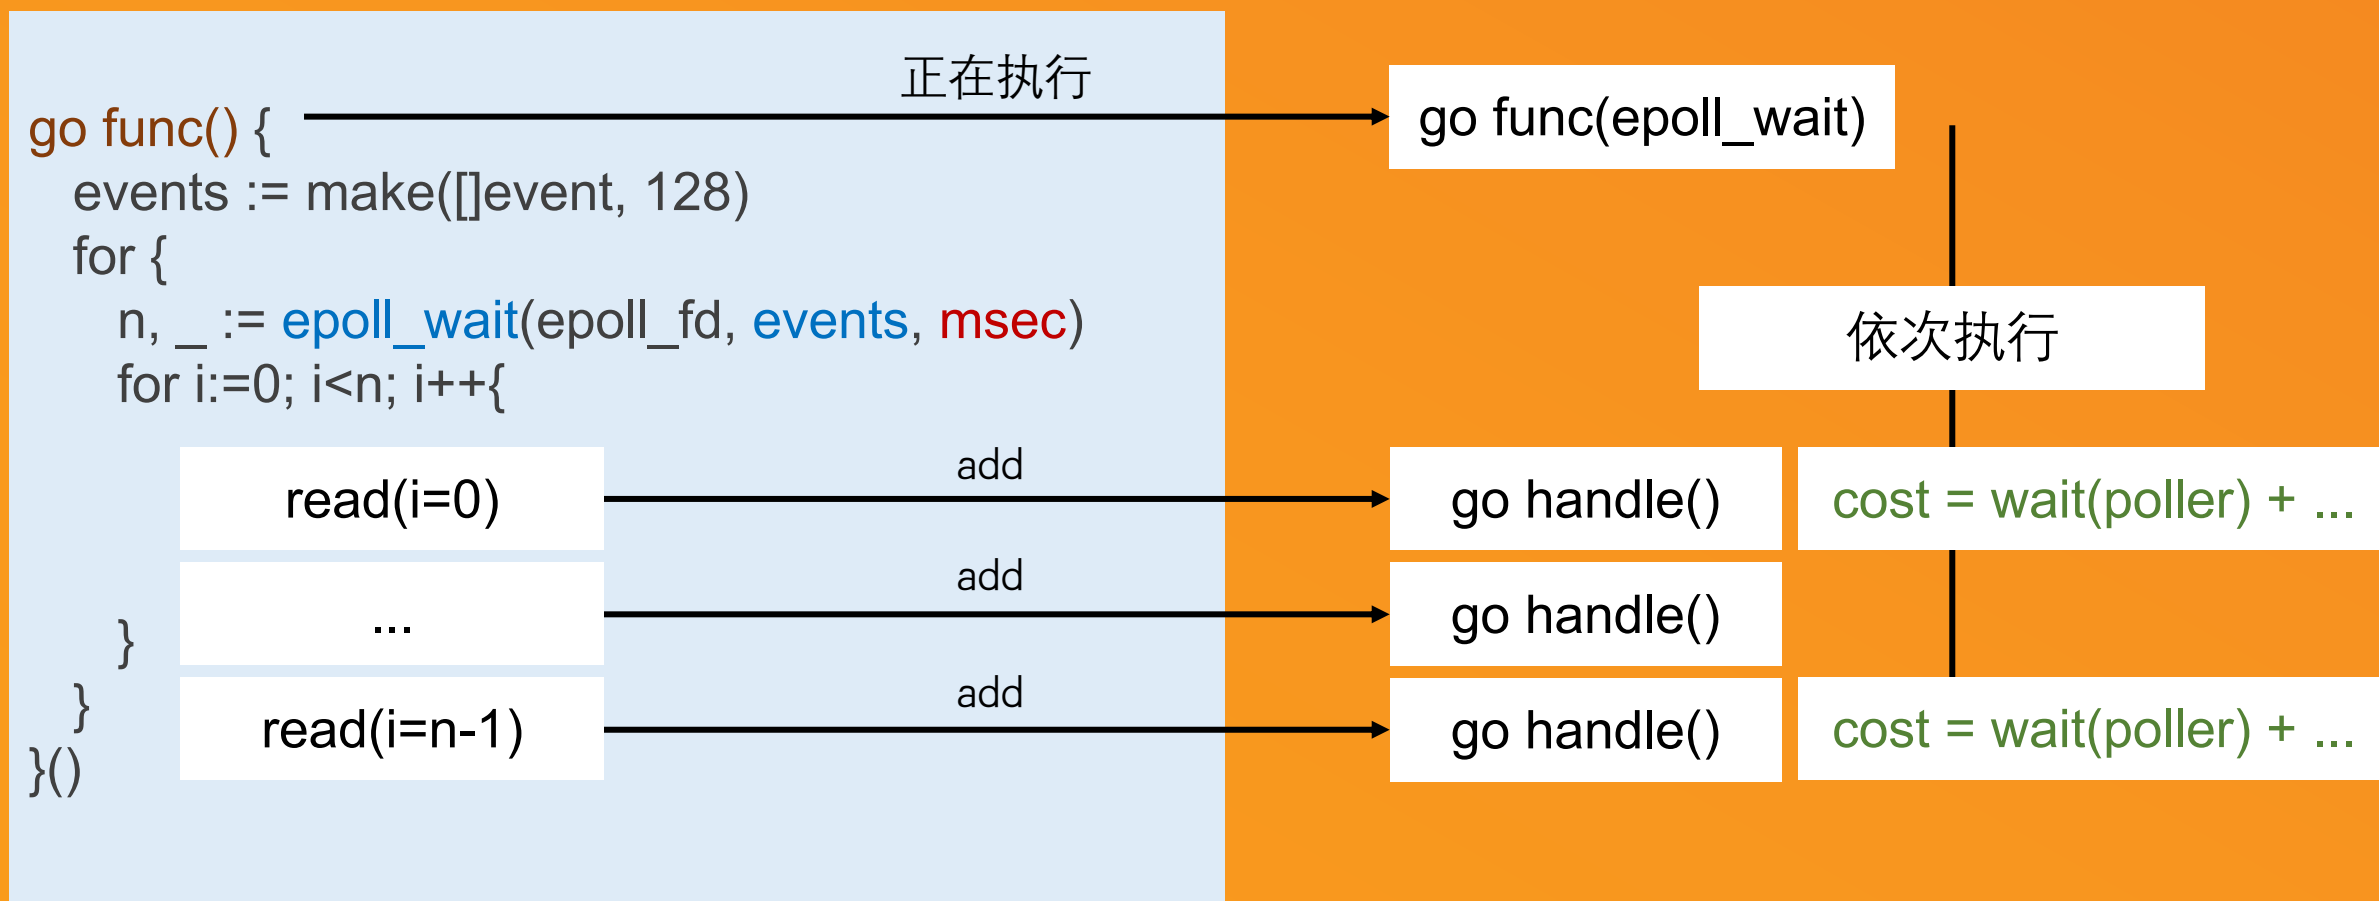 正在执行
go func() {
go func(epoll_wait)
events := make([]event, 128)
for {
n, _ := epoll_wait(epoll_fd, events, msec)
依次执行
for i:=0; i<n; i++{
add
read(i=0)
go handle()
cost = wait(poller) + ...
add
...
go handle()
}
add
}
read(i=n-1)
go handle()
cost = wait(poller) + ...
}()